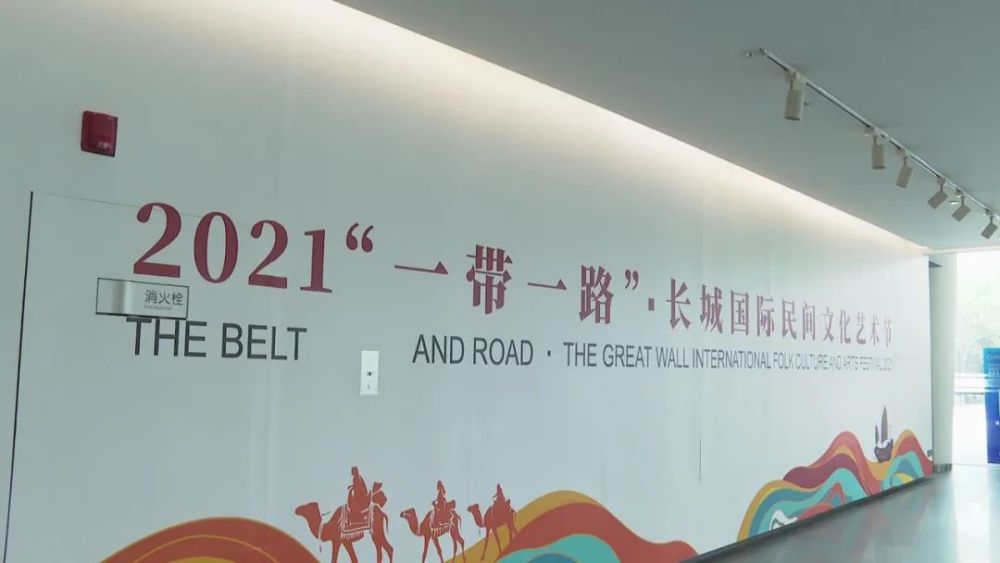 2021“一带一路”·长城国际民间文化艺术节
消火栓
THE BELT AND ROAD · THE GREAT WALL INTERNATIONAL FOLK CULTURE AND ARTS FESTIVAL 2021